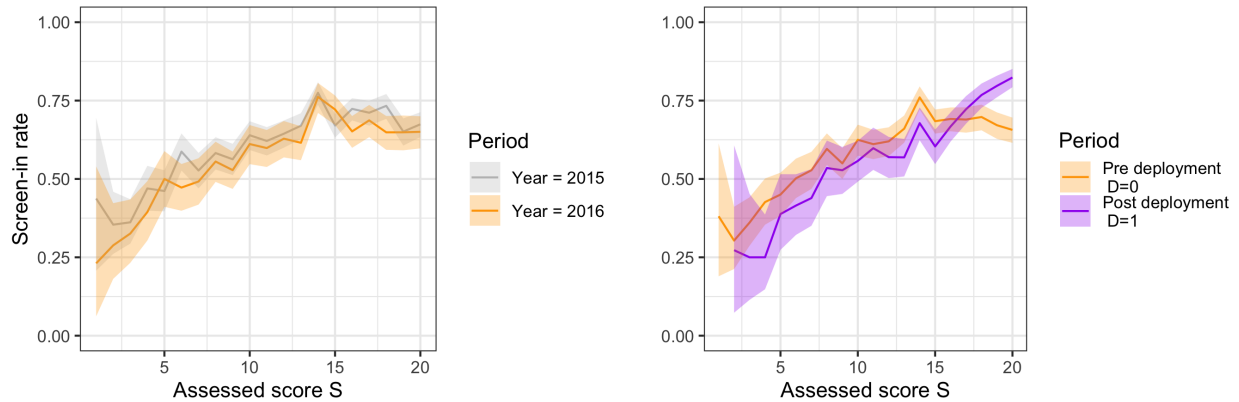 1.00
0.75
0.50
0.25
0.00
Screen-in rate
5 10 15 20
Assessed score S
Period
Year = 2015
Year = 2016
1.00
0.75
0.50
0.25
0.00
5 10 15 20
Assessed score S
Period
Pre deployment
D=0
Post deployment
D=1